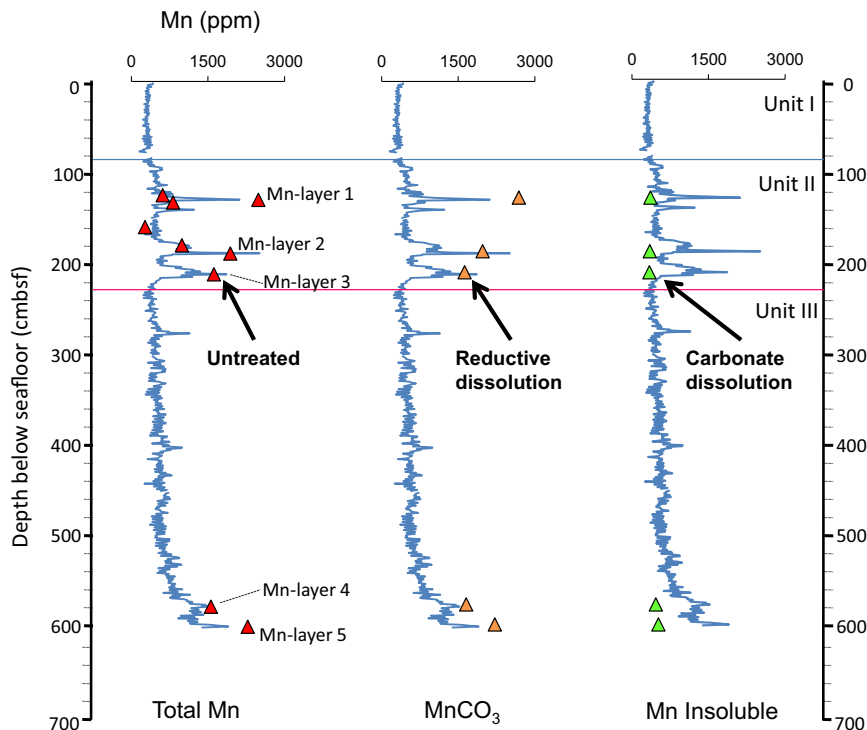 Mn (ppm)
0 1500 3000
0 1500 3000
0 1500 3000
Depth below seafloor (cmbsf)
0
100
200
300
400
500
600
700
0
100
200
300
400
500
600
700
Unit I
Unit II
Unit III
Mn-layer 1
Mn-layer 2
Mn-layer 3
Untreated
Reductive
dissolution
Carbonate
dissolution
Mn-layer 4
Mn-layer 5
Total Mn
MnCO₃
Mn Insoluble